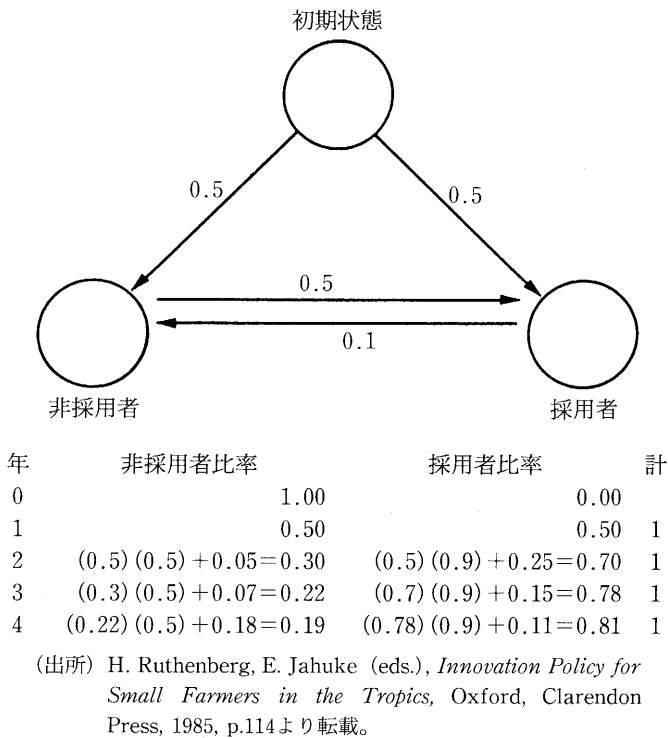 初期状態
0.5
0.5
0.5
0.1
非採用者
採用者
年 非採用者比率 採用者比率 計
0 1.00 0.00
1 0.50 0.50 1
2 (0.5)(0.5)+0.05=0.30 (0.5)(0.9)+0.25=0.70 1
3 (0.3)(0.5)+0.07=0.22 (0.7)(0.9)+0.15=0.78 1
4 (0.22)(0.5)+0.18=0.19 (0.78)(0.9)+0.11=0.81 1
(出所) H. Ruthenberg, E. Jahuke (eds.), Innovation Policy for
Small Farmers in the Tropics, Oxford, Clarendon
Press, 1985, p.114より転載。